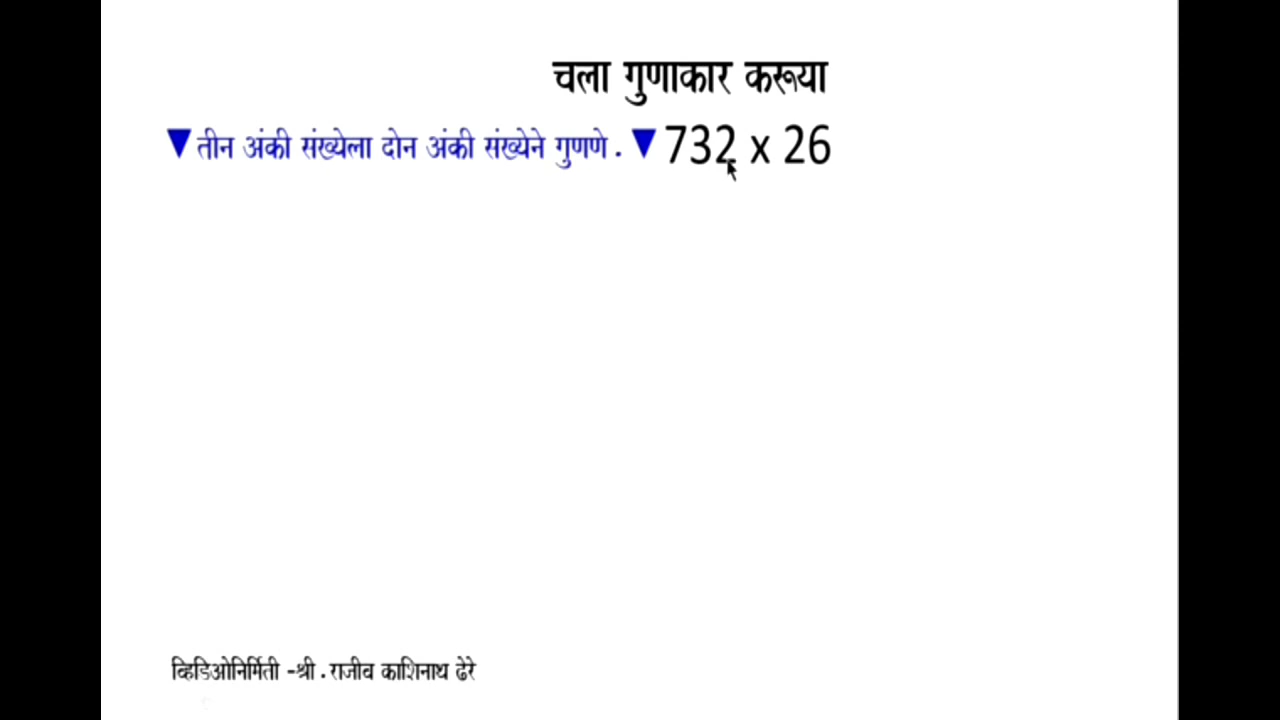 चला गुणाकार करूया
▼तीन अंकी संख्येला दोन अंकी संख्येने गुणणे . ▼732 x 26
व्हिडिओनिर्मिती -श्री . राजीव काशिनाथ ढेरे